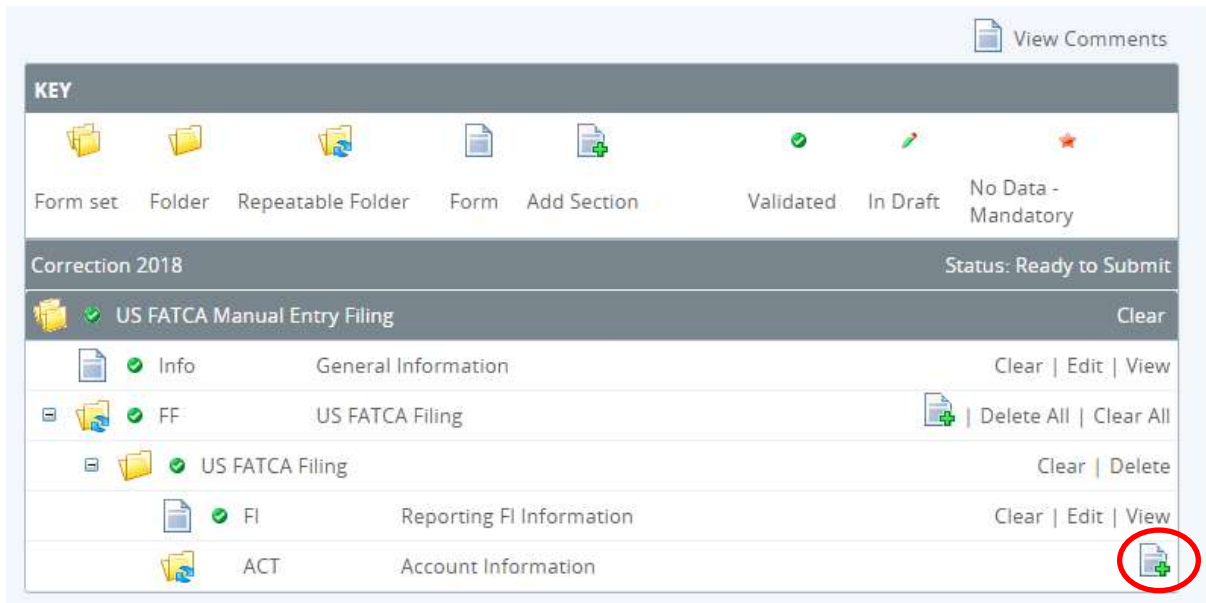 View Comments
KEY
Form set Folder Repeatable Folder Form Add Section Validated In Draft No Data -
Mandatory
Correction 2018 Status: Ready to Submit
US FATCA Manual Entry Filing Clear
Info General Information Clear | Edit | View
FF US FATCA Filing | Delete All | Clear All
US FATCA Filing Clear | Delete
FI Reporting FI Information Clear | Edit | View
ACT Account Information